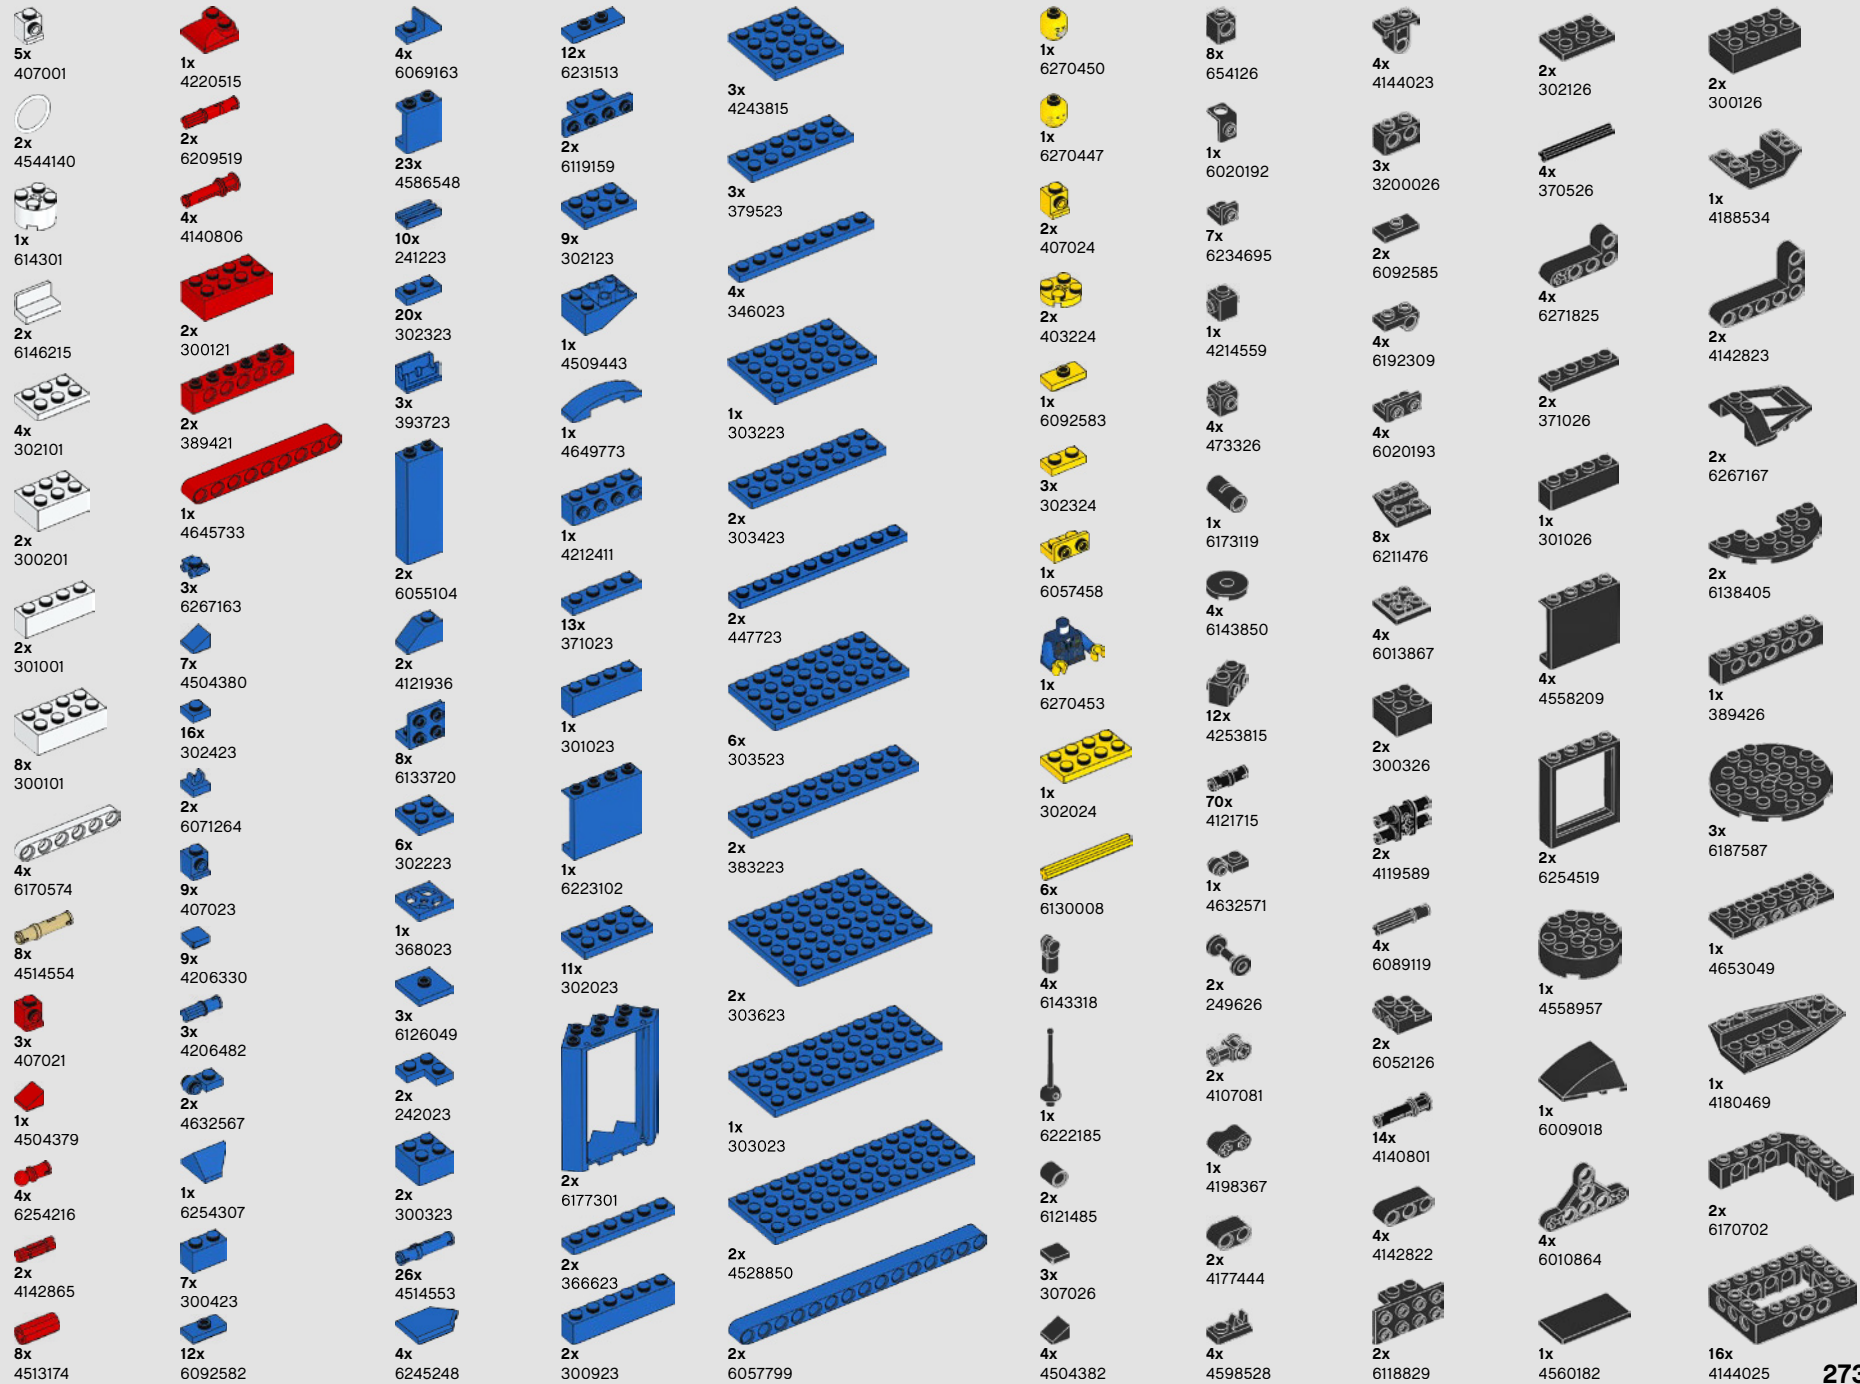 5x
407001
2x
4544140
1x
614301
2x
6146215
4x
302101
2x
300201
2x
301001
8x
300101
4x
6170574
8x
4514554
3x
407021
1x
4504379
4x
6254216
2x
4142865
8x
4513174
1x
4220515
2x
6209519
4x
4140806
2x
300121
2x
389421
1x
4645733
3x
6267163
7x
4504380
16x
302423
2x
6071264
9x
407023
9x
4206330
3x
4206482
2x
4632567
1x
6254307
7x
300423
12x
6092582
4x
6069163
23x
4586548
10x
241223
20x
302323
3x
393723
2x
6055104
2x
4121936
8x
6133720
6x
302223
1x
368023
3x
6126049
2x
242023
2x
300323
26x
4514553
4x
6245248
12x
6231513
2x
6119159
9x
302123
1x
4509443
1x
4649773
1x
4212411
13x
371023
1x
301023
1x
6223102
11x
302023
2x
6177301
2x
366623
2x
300923
3x
4243815
3x
379523
4x
346023
1x
303223
2x
303423
2x
447723
6x
303523
2x
383223
2x
303623
1x
303023
2x
4528850
2x
6057799
1x
6270450
1x
6270447
2x
407024
2x
403224
1x
6092583
3x
302324
1x
6057458
1x
6270453
1x
302024
6x
6130008
4x
6143318
1x
6222185
2x
6121485
3x
307026
4x
4504382
8x
654126
1x
6020192
7x
6234695
1x
4214559
4x
473326
1x
6173119
4x
6143850
12x
4253815
70x
4121715
1x
4632571
2x
249626
2x
4107081
1x
4198367
2x
4177444
4x
4598528
4x
4144023
3x
3200026
2x
6092585
4x
6192309
4x
6020193
8x
6211476
4x
6013867
2x
300326
2x
4119589
4x
6089119
2x
6052126
14x
4140801
4x
4142822
2x
6118829
2x
302126
4x
370526
4x
6271825
2x
371026
1x
301026
4x
4558209
2x
6254519
1x
4558957
1x
6009018
4x
6010864
1x
4560182
2x
300126
1x
4188534
2x
4142823
2x
6267167
2x
6138405
1x
389426
3x
6187587
1x
4653049
1x
4180469
2x
6170702
16x
4144025
273